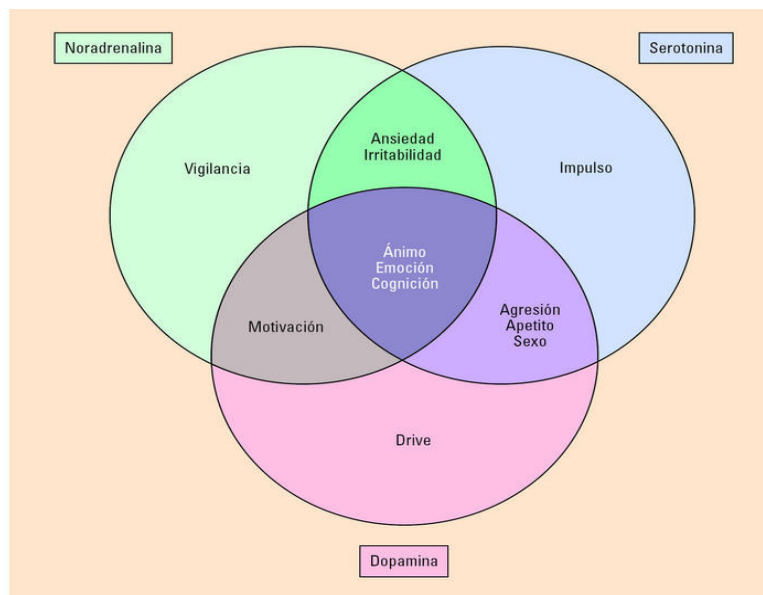 Noradrenalina
Serotonina
Ansiedad
Irritabilidad
Vigilancia
Impulso
Ánimo
Emoción
Cognición
Motivación
Agresión
Apetito
Sexo
Drive
Dopamina